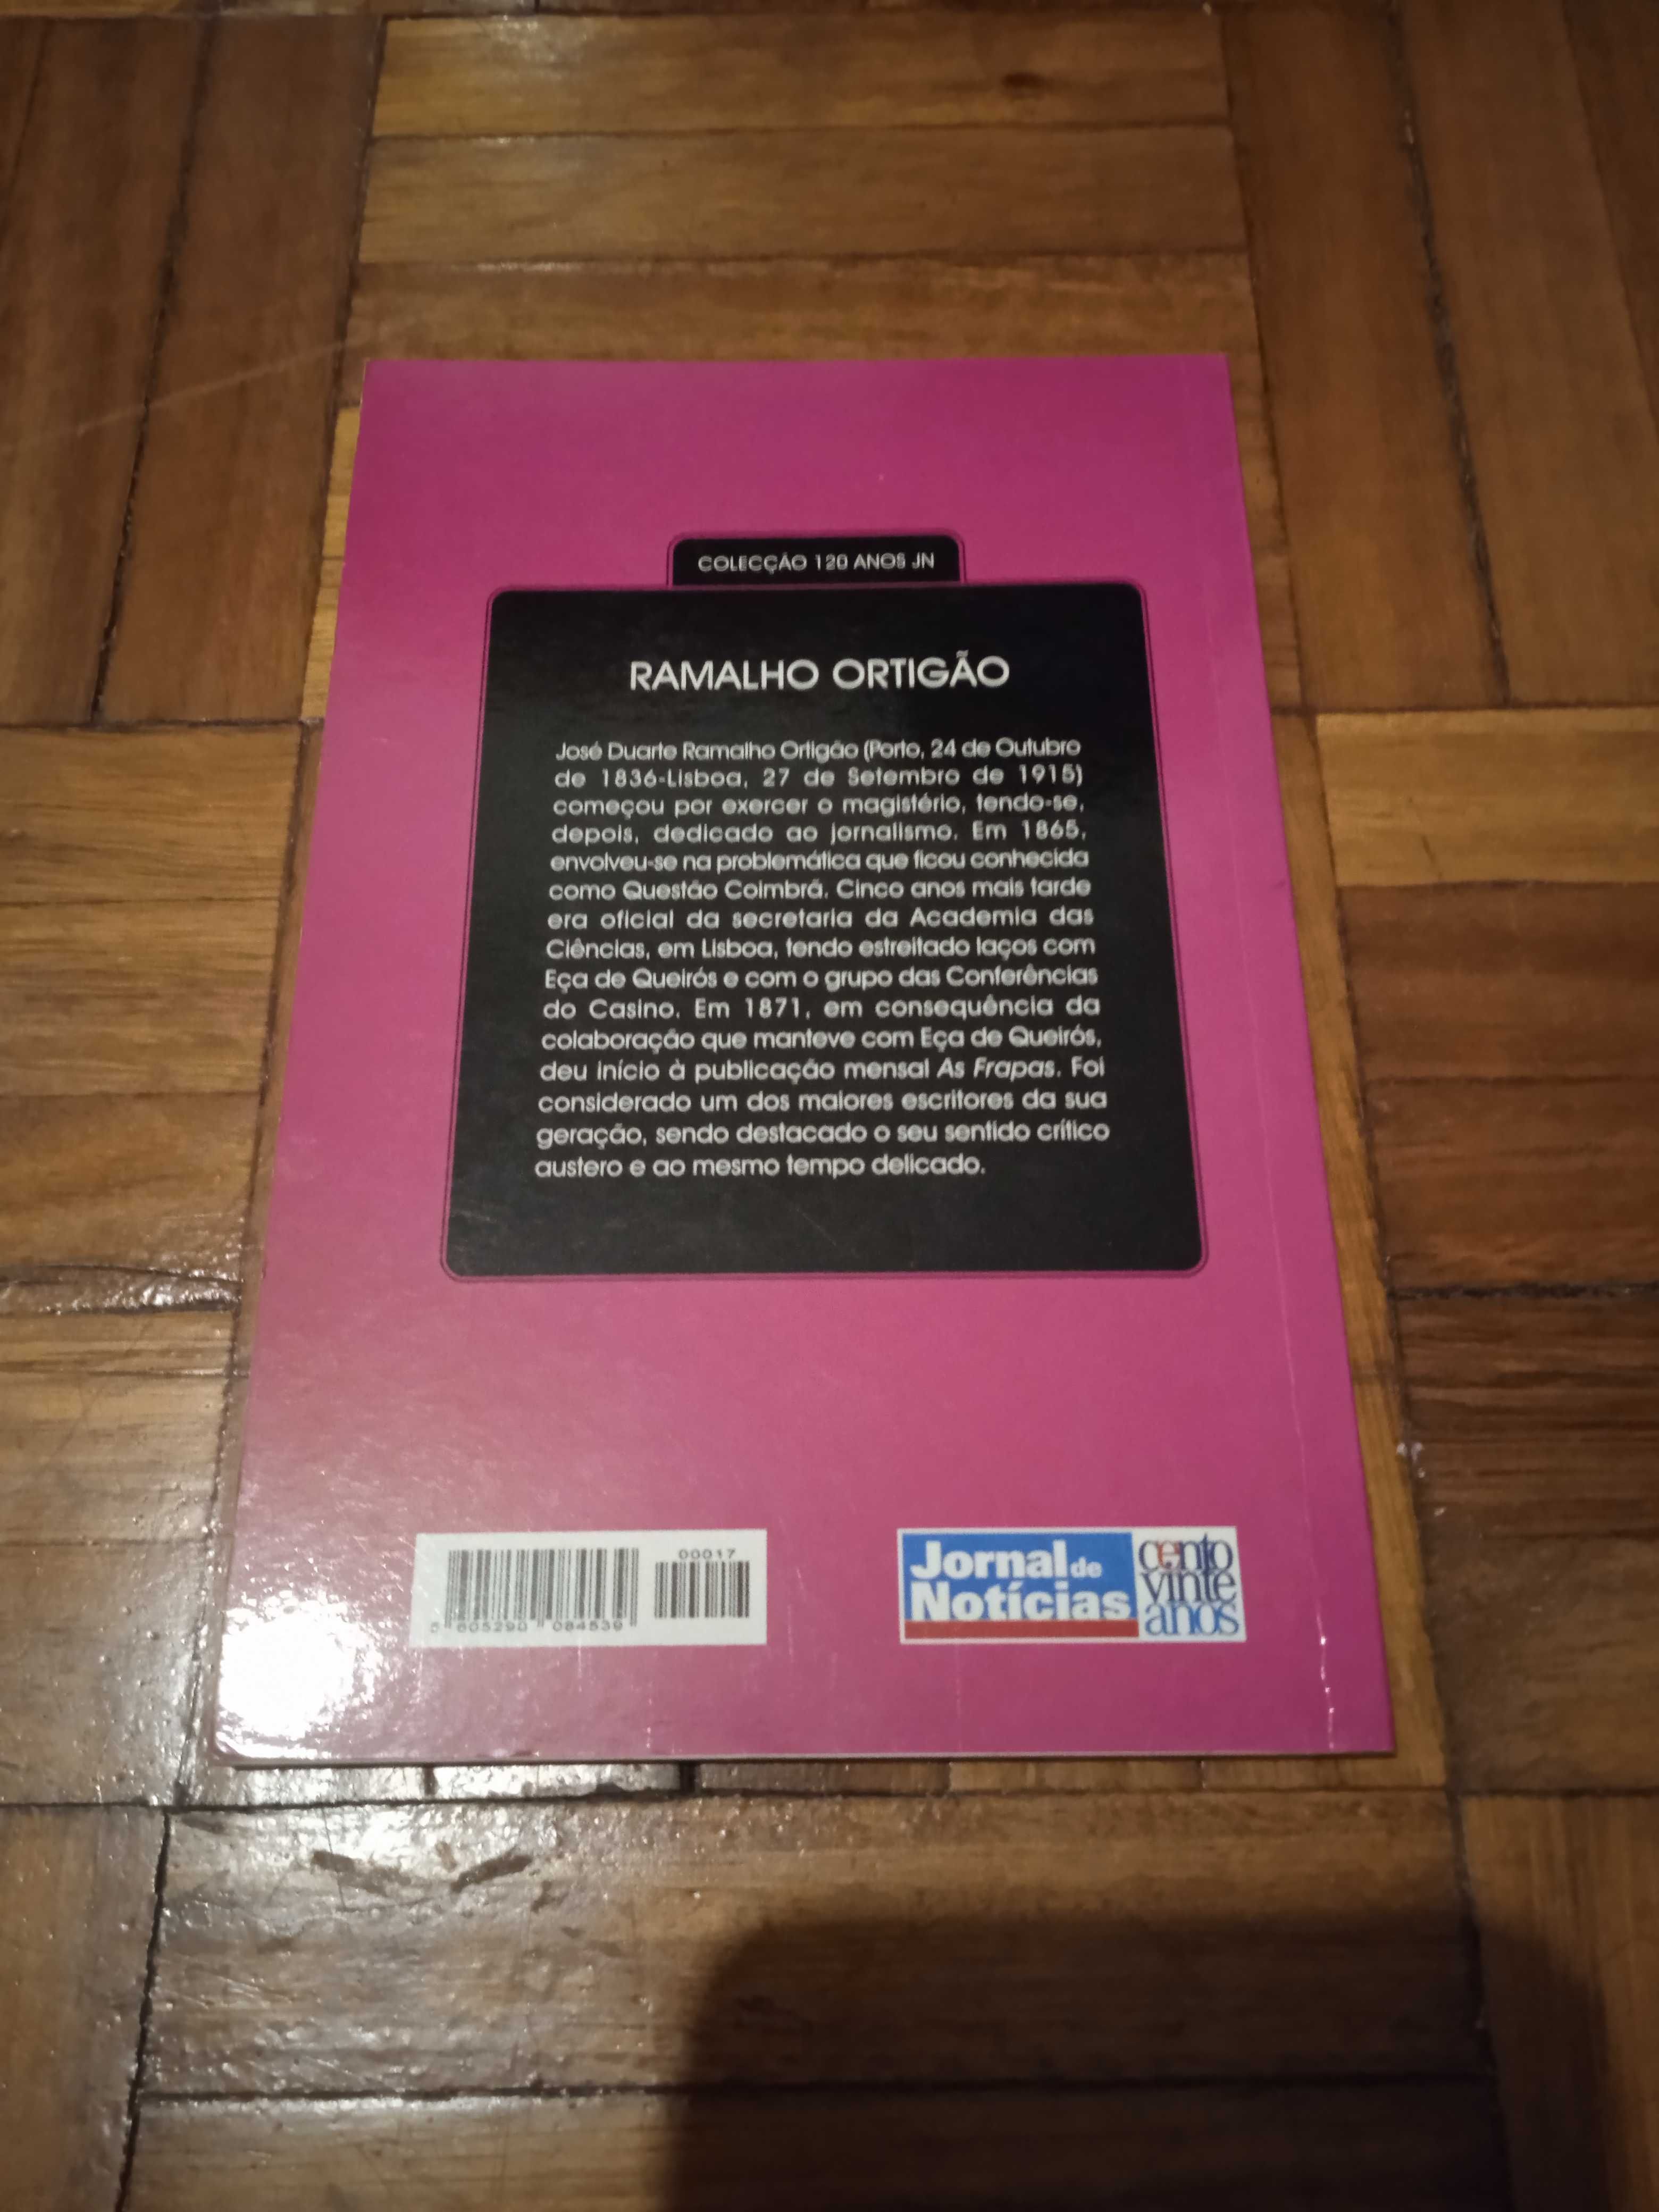 COLECÇÃO 120 ANOS JN
RAMALHO ORTIGÃO
José Duarte Ramalho Ortigão (Porto, 24 de Outubro
de 1836-Lisboa, 27 de Setembro de 1915)
começou por exercer o magistério, tendo-se,
depois, dedicado ao jornalismo. Em 1865,
envolveu-se na problemática que ficou conhecida
como Questão Coimbrã. Cinco anos mais tarde
era oficial da secretaria da Academia das
Ciências, em Lisboa, tendo estreitado laços com
Eça de Queirós e com o grupo das Conferências
do Casino. Em 1871, em consequência da
colaboração que manteve com Eça de Queirós,
deu início à publicação mensal As Frapas. Foi
considerado um dos maiores escritores da sua
geração, sendo destacado o seu sentido crítico
austero e ao mesmo tempo delicado.
00017
5 605290 084539
Jornal de
Notícias
cento
vinte
anos